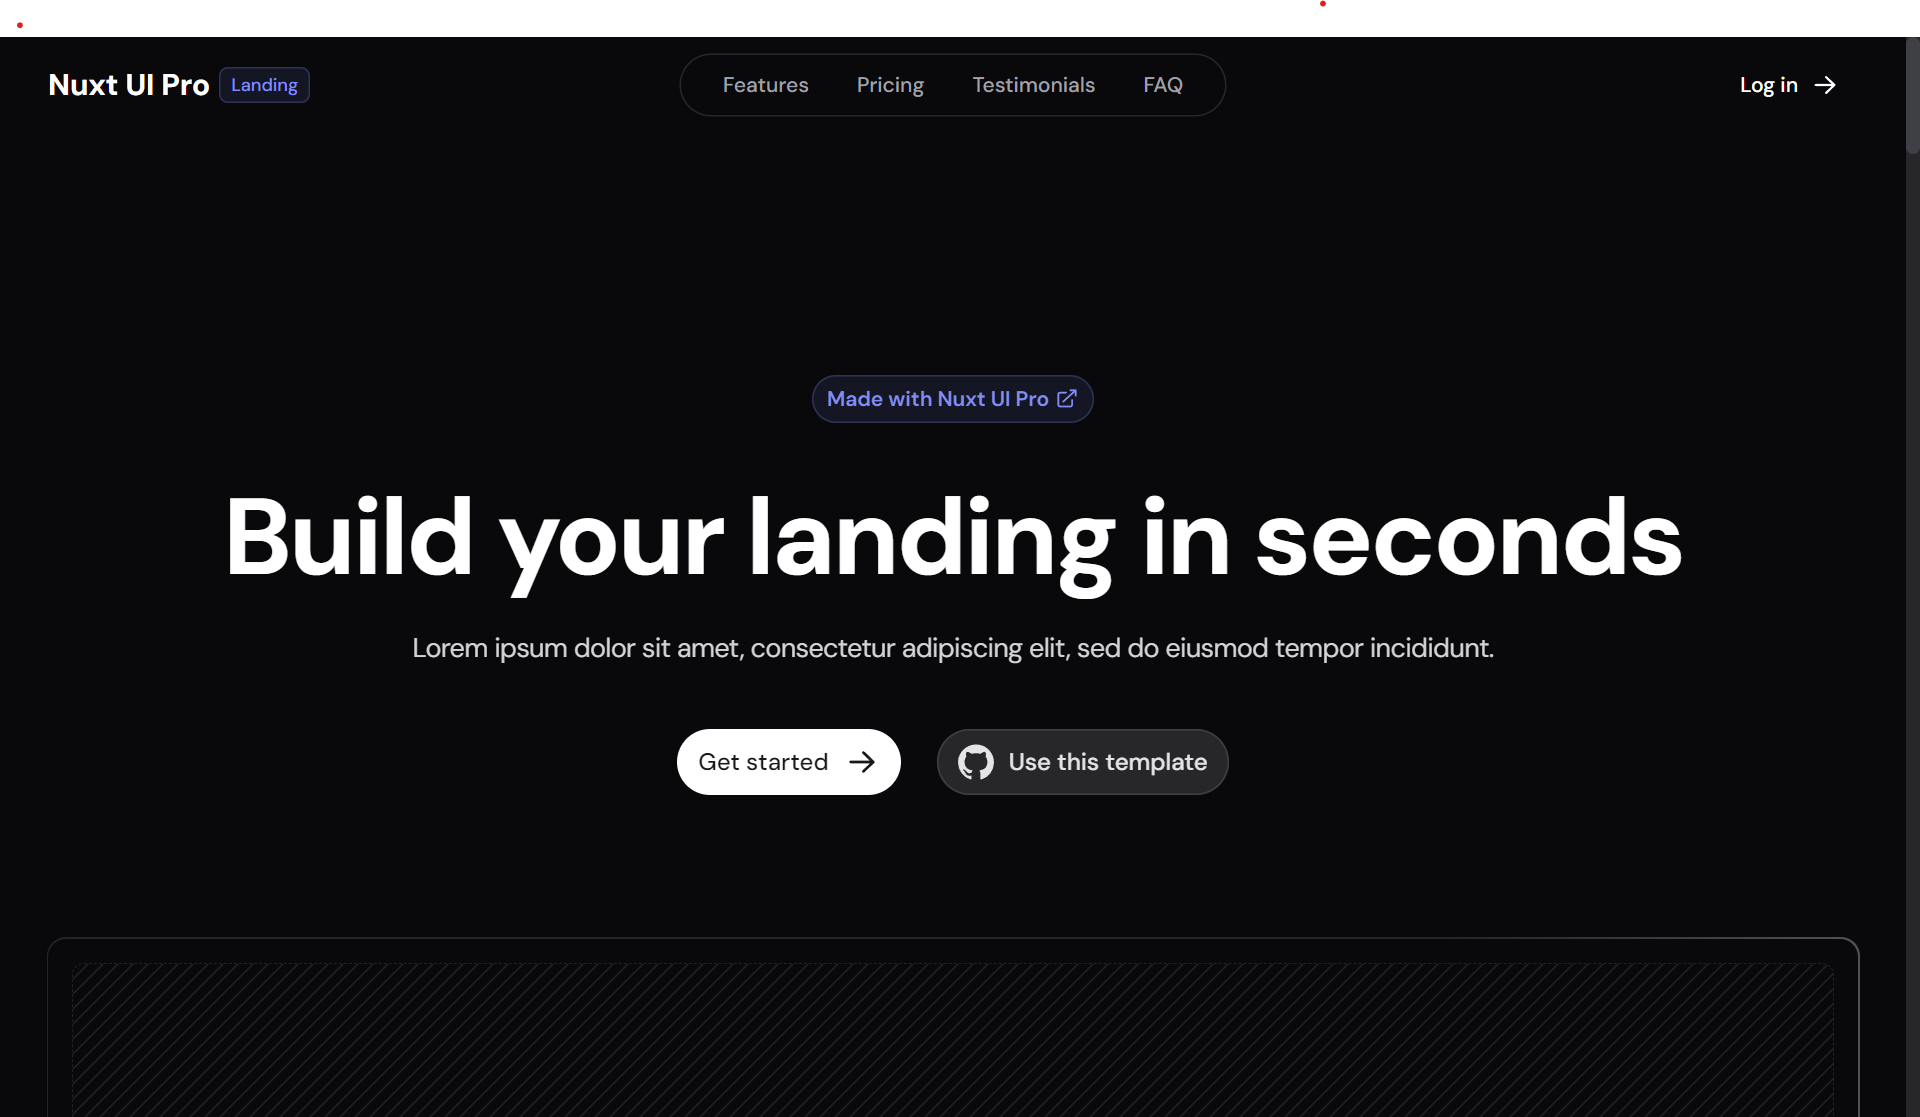 Nuxt UI Pro Landing Features Pricing Testimonials FAQ Log in
Made with Nuxt UI Pro
Build your landing in seconds
Lorem ipsum dolor sit amet, consectetur adipiscing elit, sed do eiusmod tempor incididunt.
Get started Use this template